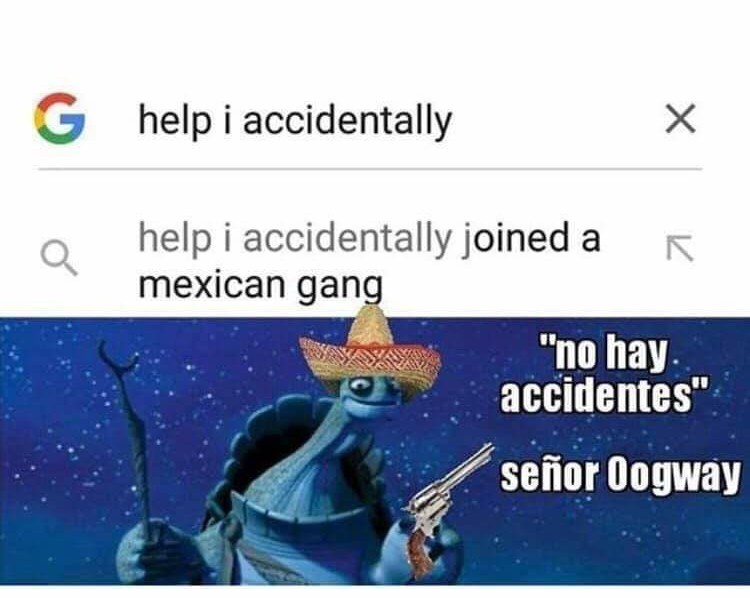 help i accidentally
help i accidentally joined a
mexican gang
"no hay
accidentes"
señor Oogway